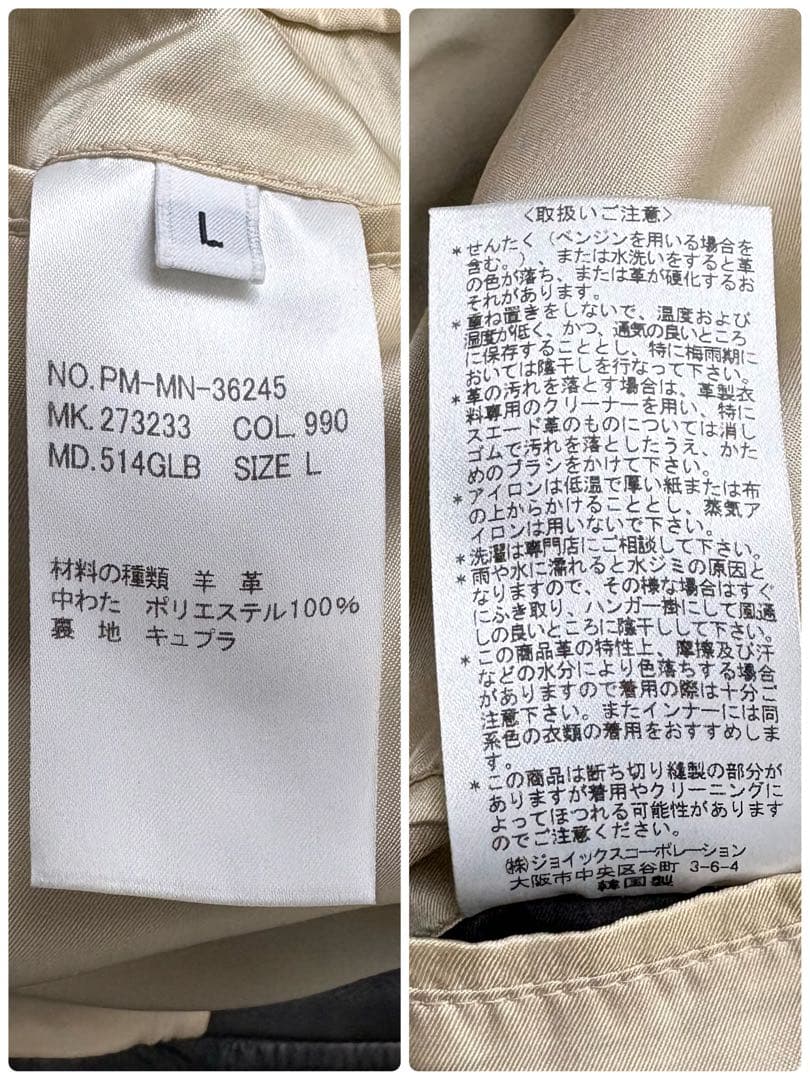 L
NO.PM-MN-36245
MK.273233 COL.990
MD.514GLB SIZE L
材料の種類 羊 革
中わた ポリエステル100%
裏 地 キュプラ
<取扱いご注意>
*せんたく(ベンジンを用いる場合を
含む。)、または水洗いをすると革
の色が落ち、または革が硬化するお
それがあります。
*重ね置きをしないで、温度および
湿度が低く、かつ、通気の良いところ
に保存することとし、特に梅雨期に
おいては陰干しを行なって下さい。
*革の汚れを落とす場合は、革製衣
料専用のクリーナーを用い、特に
スエード革のものについては消し
ゴムで汚れを落としたうえ、かた
めのブラシをかけて下さい。
*アイロンは低温で厚い紙または布
の上からかけることとし、蒸気ア
イロンは用いないで下さい。
*洗濯は専門店にご相談して下さい。
*雨や水に濡れると水ジミの原因と
なりますので、その様な場合はすぐ
にふき取り、ハンガー掛にして風通
しの良いところに陰干しして下さい。
*この商品革の特性上、摩擦及び汗
などの水分により色落ちする場合
がありますので着用の際は十分ご
注意下さい。またインナーには同
系色の衣類の着用をおすすめしま
す。
*この商品は断ち切り縫製の部分が
ありますが着用やクリーニングに
よってほつれる可能性があります
のでご注意ください。
㈱ジョイックスコーポレーション
大阪市中央区谷町 3-6-4
韓国製